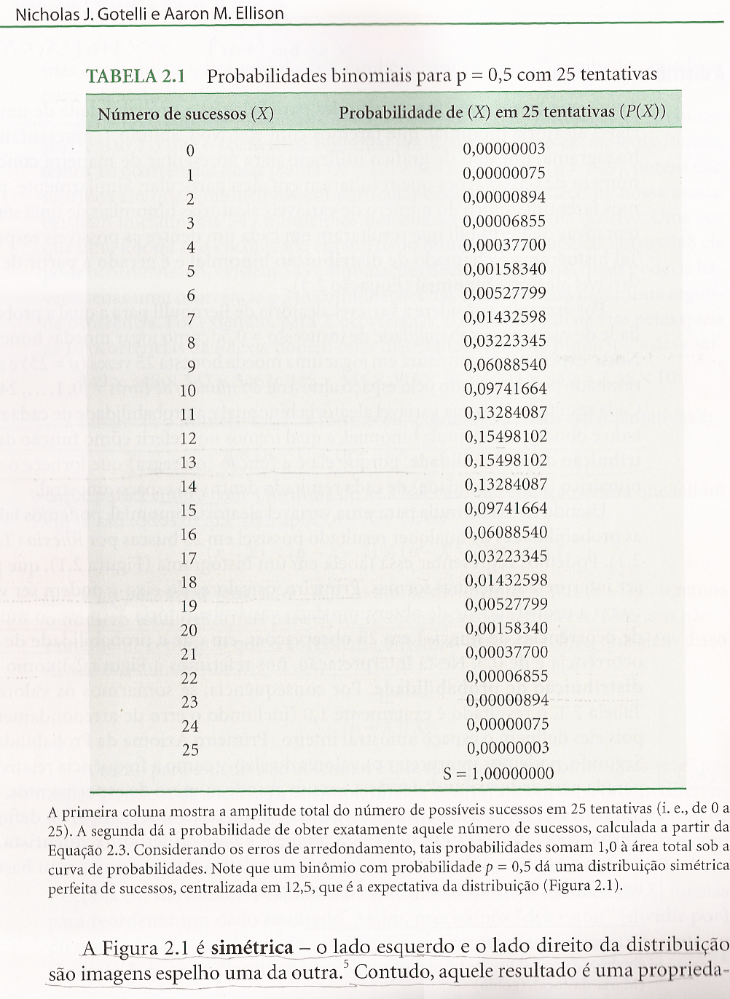 Nicholas J. Gotelli e Aaron M. Ellison
TABELA 2.1 Probabilidades binomiais para p = 0,5 com 25 tentativas
Número de sucessos (X) Probabilidade de (X) em 25 tentativas (P(X))
0 0,00000003
1 0,00000075
2 0,00000894
3 0,00006855
4 0,00037700
5 0,00158340
6 0,00527799
7 0,01432598
8 0,03223345
9 0,06088540
10 0,09741664
11 0,13284087
12 0,15498102
13 0,15498102
14 0,13284087
15 0,09741664
16 0,06088540
17 0,03223345
18 0,01432598
19 0,00527799
20 0,00158340
21 0,00037700
22 0,00006855
23 0,00000894
24 0,00000075
25 0,00000003
S = 1,00000000
A primeira coluna mostra a amplitude total do número de possíveis sucessos em 25 tentativas (i. e., de 0 a
25). A segunda dá a probabilidade de obter exatamente aquele número de sucessos, calculada a partir da
Equação 2.3. Considerando os erros de arredondamento, tais probabilidades somam 1,0 à área total sob a
curva de probabilidades. Note que um binômio com probabilidade p = 0,5 dá uma distribuição simétrica
perfeita de sucessos, centralizada em 12,5, que é a expectativa da distribuição (Figura 2.1).
A Figura 2.1 é simétrica – o lado esquerdo e o lado direito da distribuição
são imagens espelho uma da outra.5 Contudo, aquele resultado é uma proprieda-